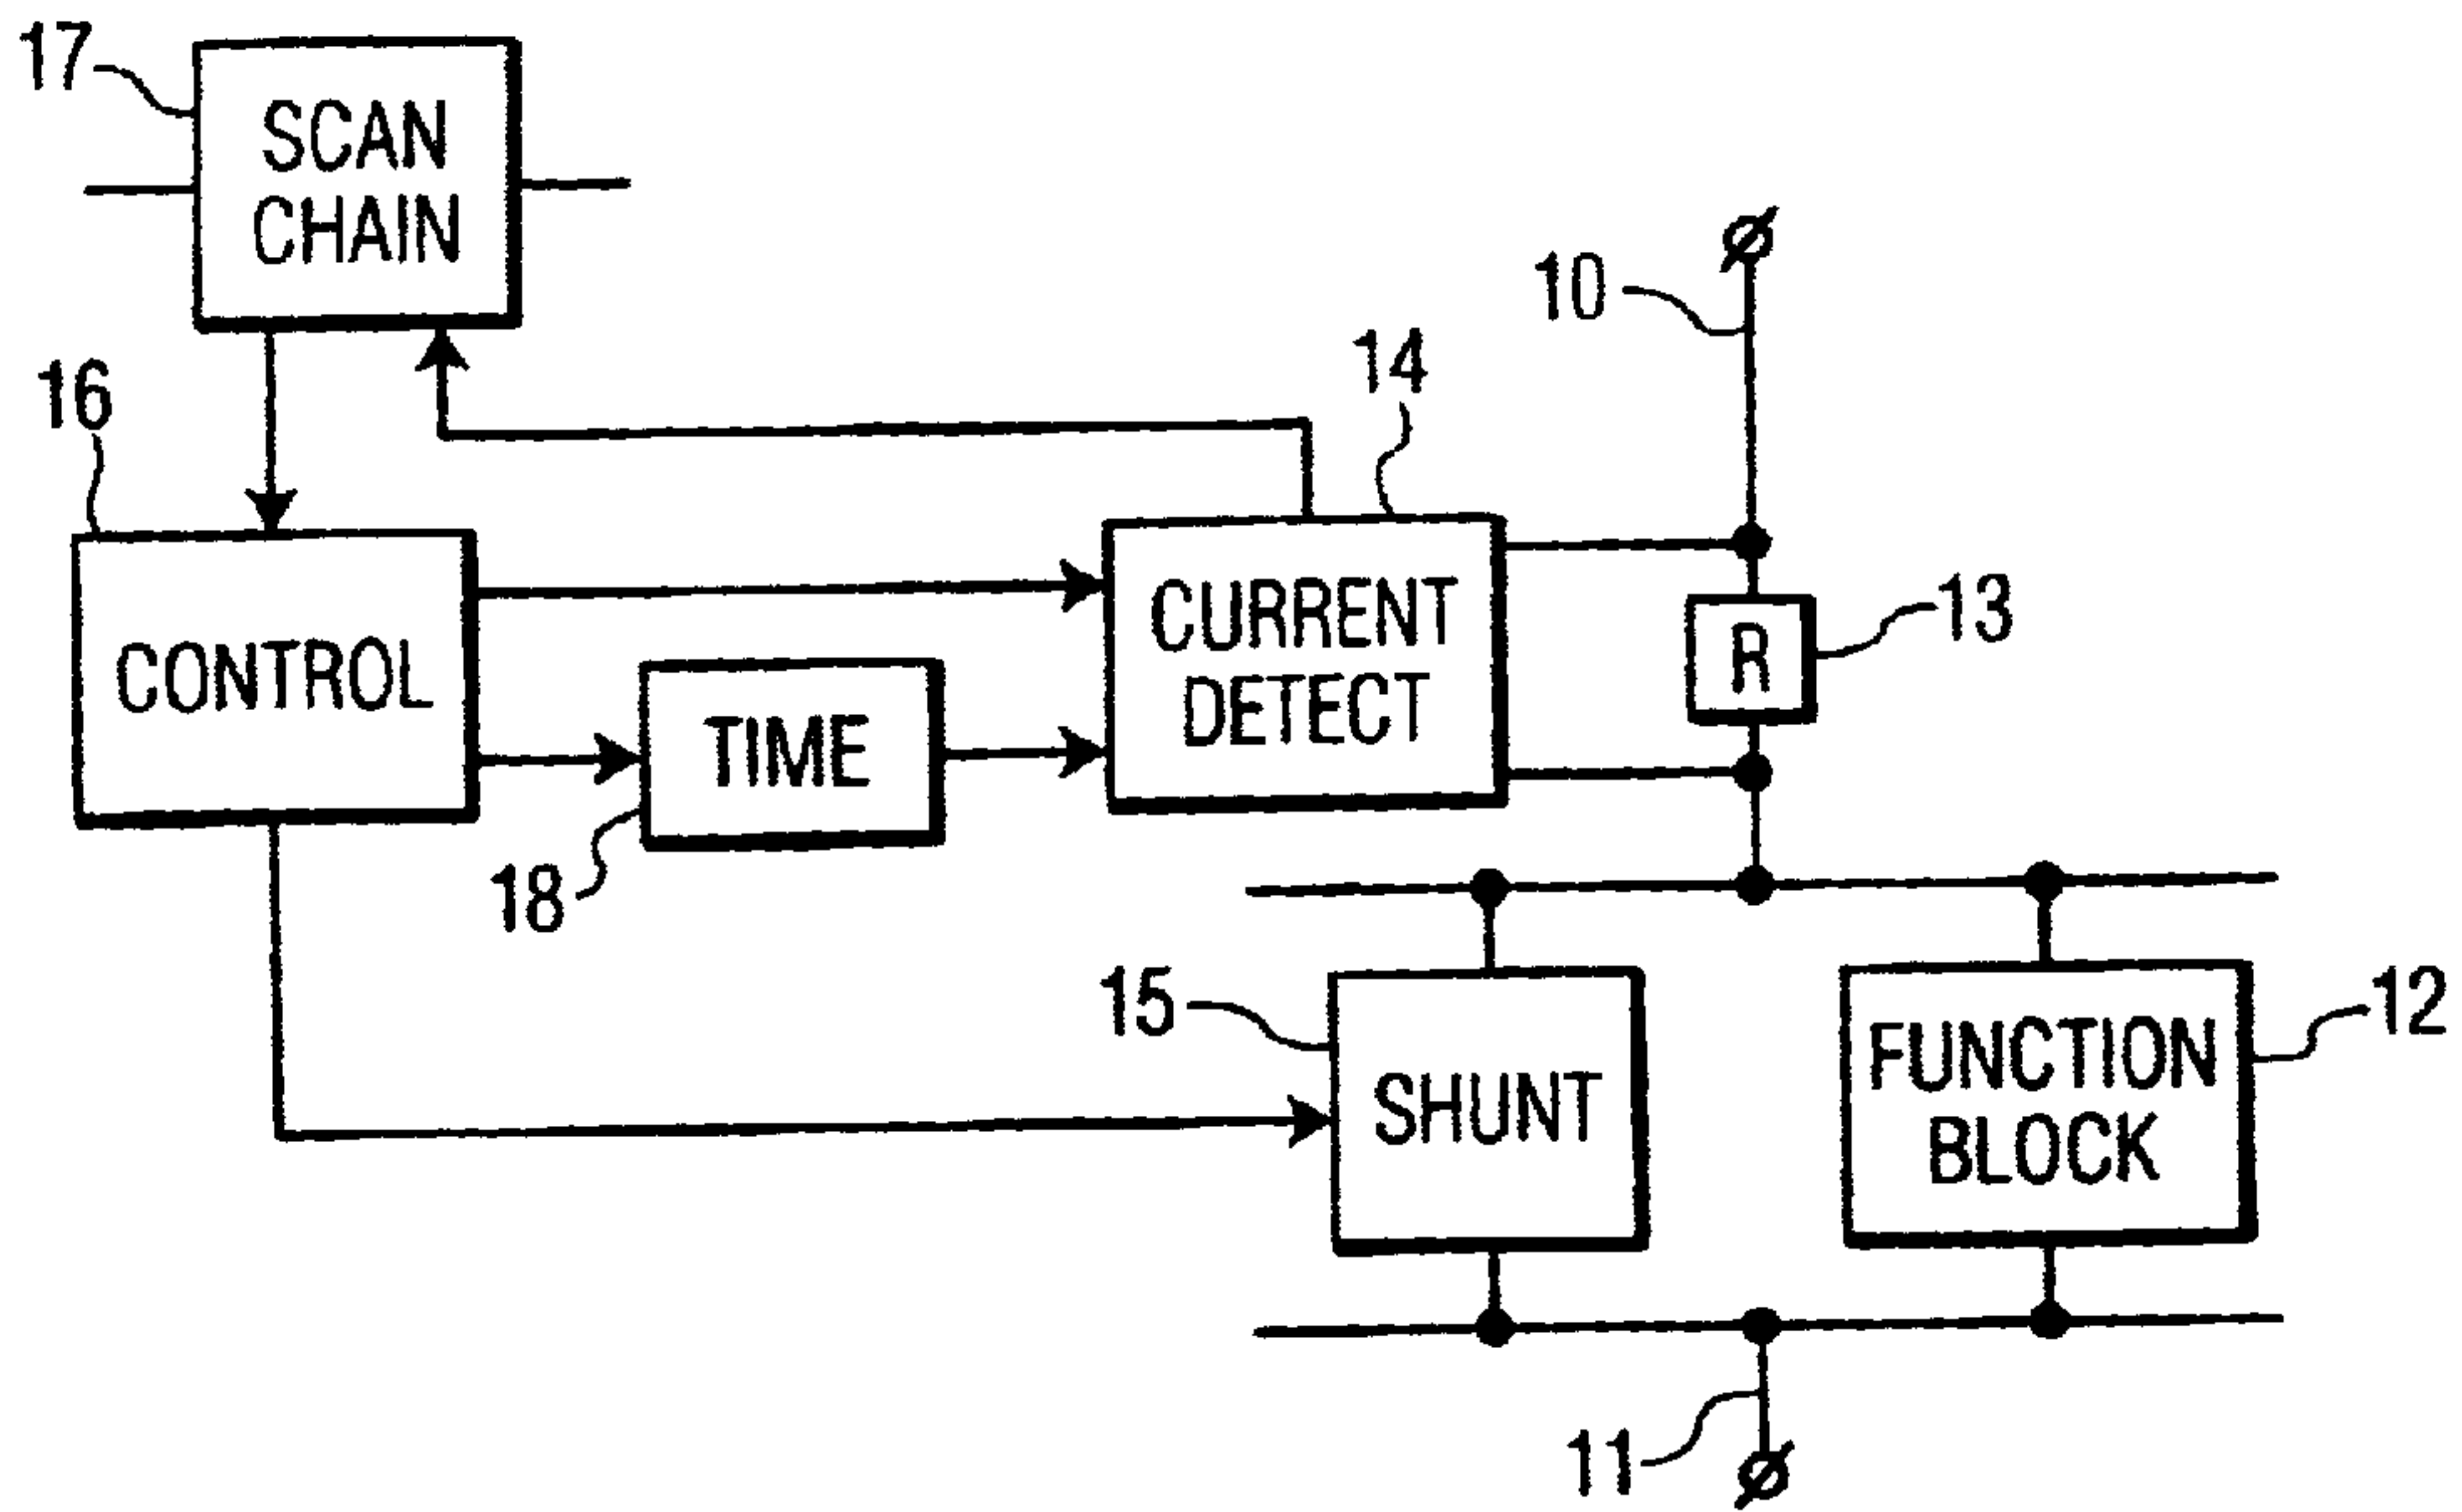 17
SCAN
CHAIN
10
14
16
13
R
CURRENT
DETECT
CONTROL
TIME
18
15
12
FUNCTION
BLOCK
SHUNT
11